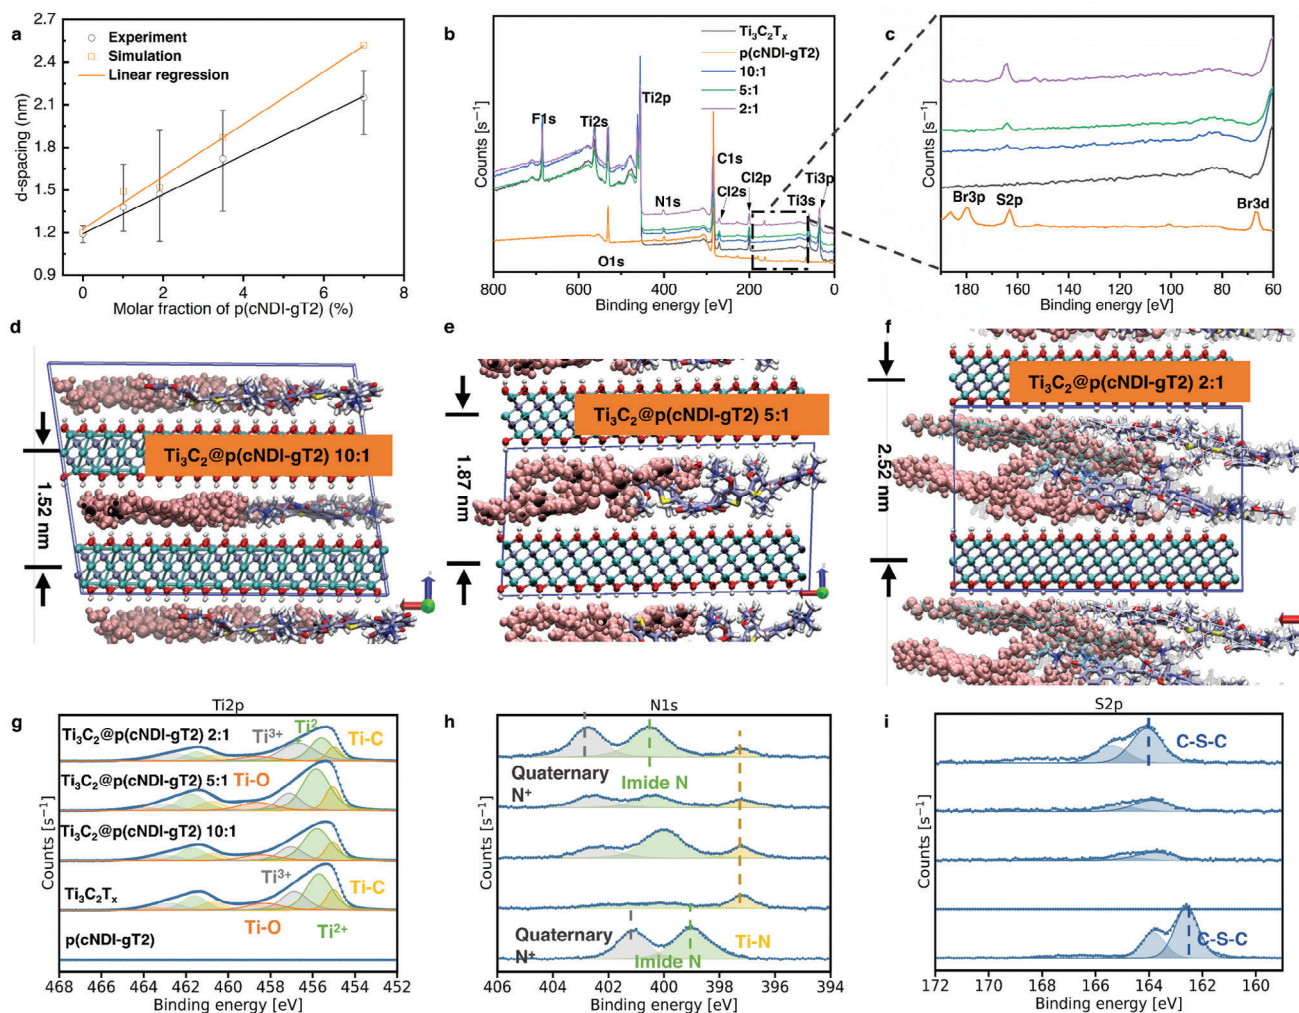 a
Experiment
Simulation
Linear regression
d-spacing (nm)
2.7
2.4
2.1
1.8
1.5
1.2
0.9
0 2 4 6 8
Molar fraction of p(cNDI-gT2) (%)
b
Ti₃C₂Tₓ
p(cNDI-gT2)
10:1
5:1
2:1
Ti2p
F1s
Ti2s
C1s
Cl2s
Cl2p
Ti3p
N1s
Ti3s
O1s
Counts [s⁻¹]
800 600 400 200 0
Binding energy [eV]
c
Br3p
S2p
Br3d
Counts [s⁻¹]
190 180 160 140 120 100 80 60
Binding energy [eV]
d
Ti₃C₂@p(cNDI-gT2) 10:1
1.52 nm
e
Ti₃C₂@p(cNDI-gT2) 5:1
1.87 nm
f
Ti₃C₂@p(cNDI-gT2) 2:1
2.52 nm
g
Ti2p
Ti₃C₂@p(cNDI-gT2) 2:1
Ti³⁺
Ti²
Ti-C
Ti₃C₂@p(cNDI-gT2) 5:1
Ti-O
Ti₃C₂@p(cNDI-gT2) 10:1
Ti³⁺
Ti-C
Ti₃C₂Tₓ
Ti-O
Ti²⁺
p(cNDI-gT2)
Counts [s⁻¹]
468 466 464 462 460 458 456 454 452
Binding energy [eV]
h
N1s
Quaternary
N⁺
Imide N
Quaternary
N⁺
Imide N
Ti-N
Counts [s⁻¹]
406 404 402 400 398 396 394
Binding energy [eV]
i
S2p
C-S-C
C-S-C
Counts [s⁻¹]
172 170 168 166 164 162 160
Binding energy [eV]